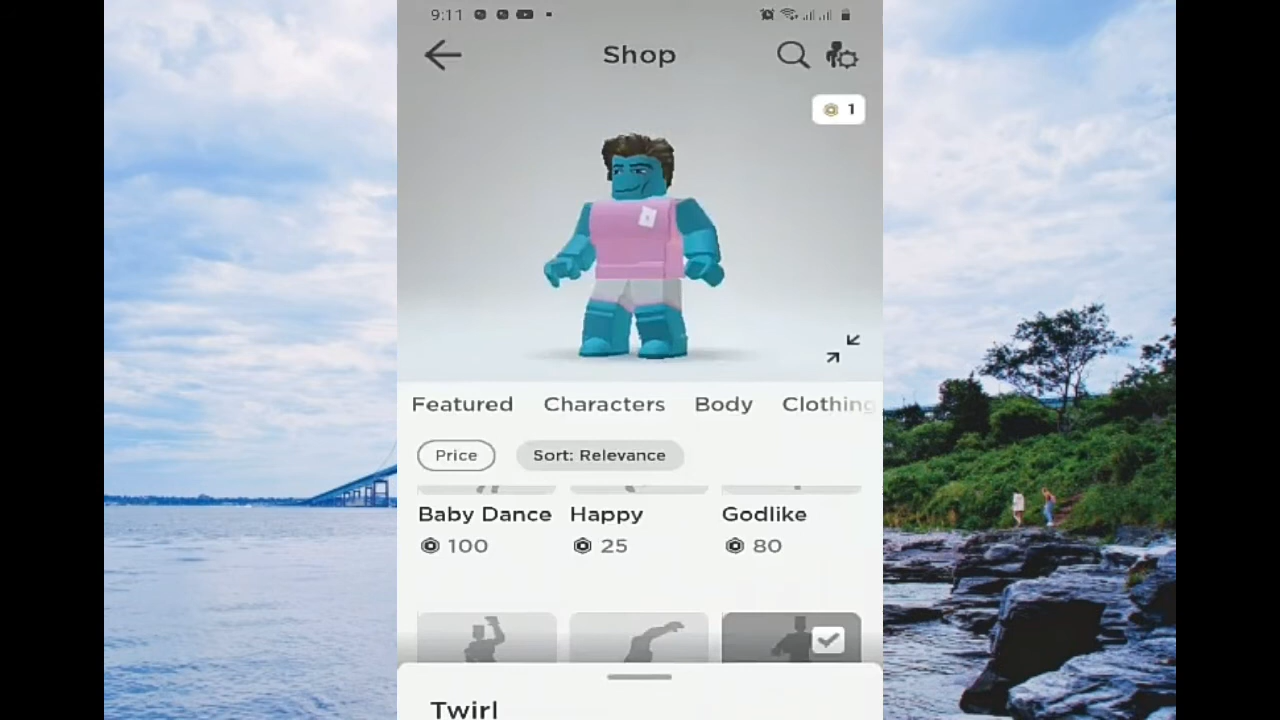 9:11
Shop
1
Featured Characters Body Clothing
Price Sort: Relevance
Baby Dance Happy Godlike
100 25 80
Twirl